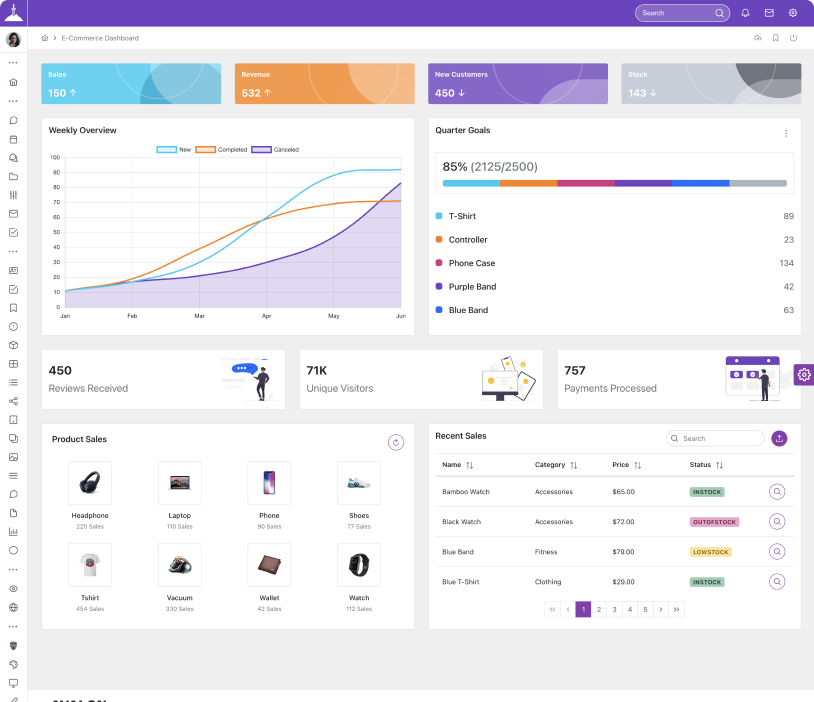 Search
E-Commerce Dashboard
Sales
150
Revenue
532
New Customers
450
Stock
143
Weekly Overview
New Completed Canceled
100
90
80
70
60
50
40
30
20
10
0
Jan Feb Mar Apr May Jun
Quarter Goals
85% (2125/2500)
T-Shirt 89
Controller 23
Phone Case 134
Purple Band 42
Blue Band 63
450
Reviews Received
71K
Unique Visitors
757
Payments Processed
Product Sales
Headphone
220 Sales
Laptop
110 Sales
Phone
90 Sales
Shoes
77 Sales
Tshirt
454 Sales
Vacuum
330 Sales
Wallet
42 Sales
Watch
112 Sales
Recent Sales
Search
Name Category Price Status
Bamboo Watch Accessories $65.00 INSTOCK
Black Watch Accessories $72.00 OUTOFSTOCK
Blue Band Fitness $79.00 LOWSTOCK
Blue T-Shirt Clothing $29.00 INSTOCK
1 2 3 4 5